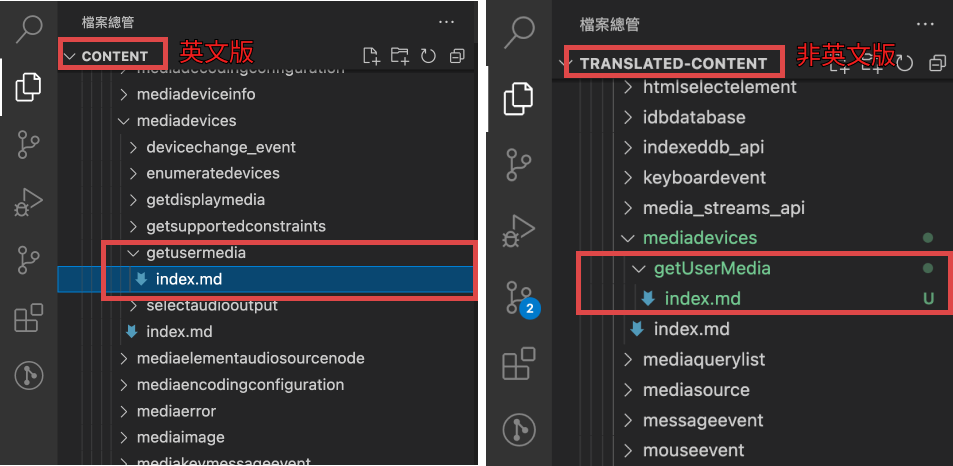 檔案總管
CONTENT
英文版
mediadecodingconfiguration
mediadeviceinfo
mediadevices
devicechange_event
enumeratedevices
getdisplaymedia
getsupportedconstraints
getusermedia
index.md
selectaudiooutput
index.md
mediaelementaudiosourcenode
mediaencodingconfiguration
mediaerror
mediaimage
mediakeymessageevent
檔案總管
TRANSLATED-CONTENT
非英文版
htmlselectelement
idbdatabase
indexeddb_api
keyboardevent
media_streams_api
mediadevices
getUserMedia
index.md U
2
index.md
mediaquerylist
mediasource
messageevent
mouseevent